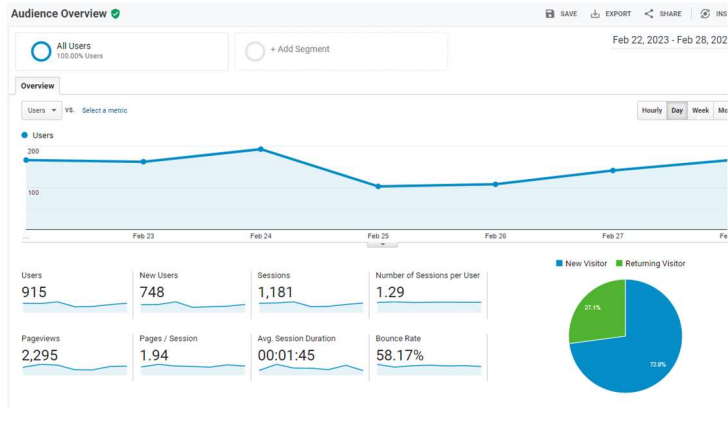 Audience Overview
SAVE EXPORT SHARE INS
All Users
100.00% Users
+ Add Segment
Feb 22, 2023 - Feb 28, 202
Overview
Users VS. Select a metric
Hourly Day Week Mo
Users
200
100
... Feb 23 Feb 24 Feb 25 Feb 26 Feb 27 Fe
New Visitor Returning Visitor
Users
915
New Users
748
Sessions
1,181
Number of Sessions per User
1.29
Pageviews
2,295
Pages / Session
1.94
Avg. Session Duration
00:01:45
Bounce Rate
58.17%
27.1%
72.9%